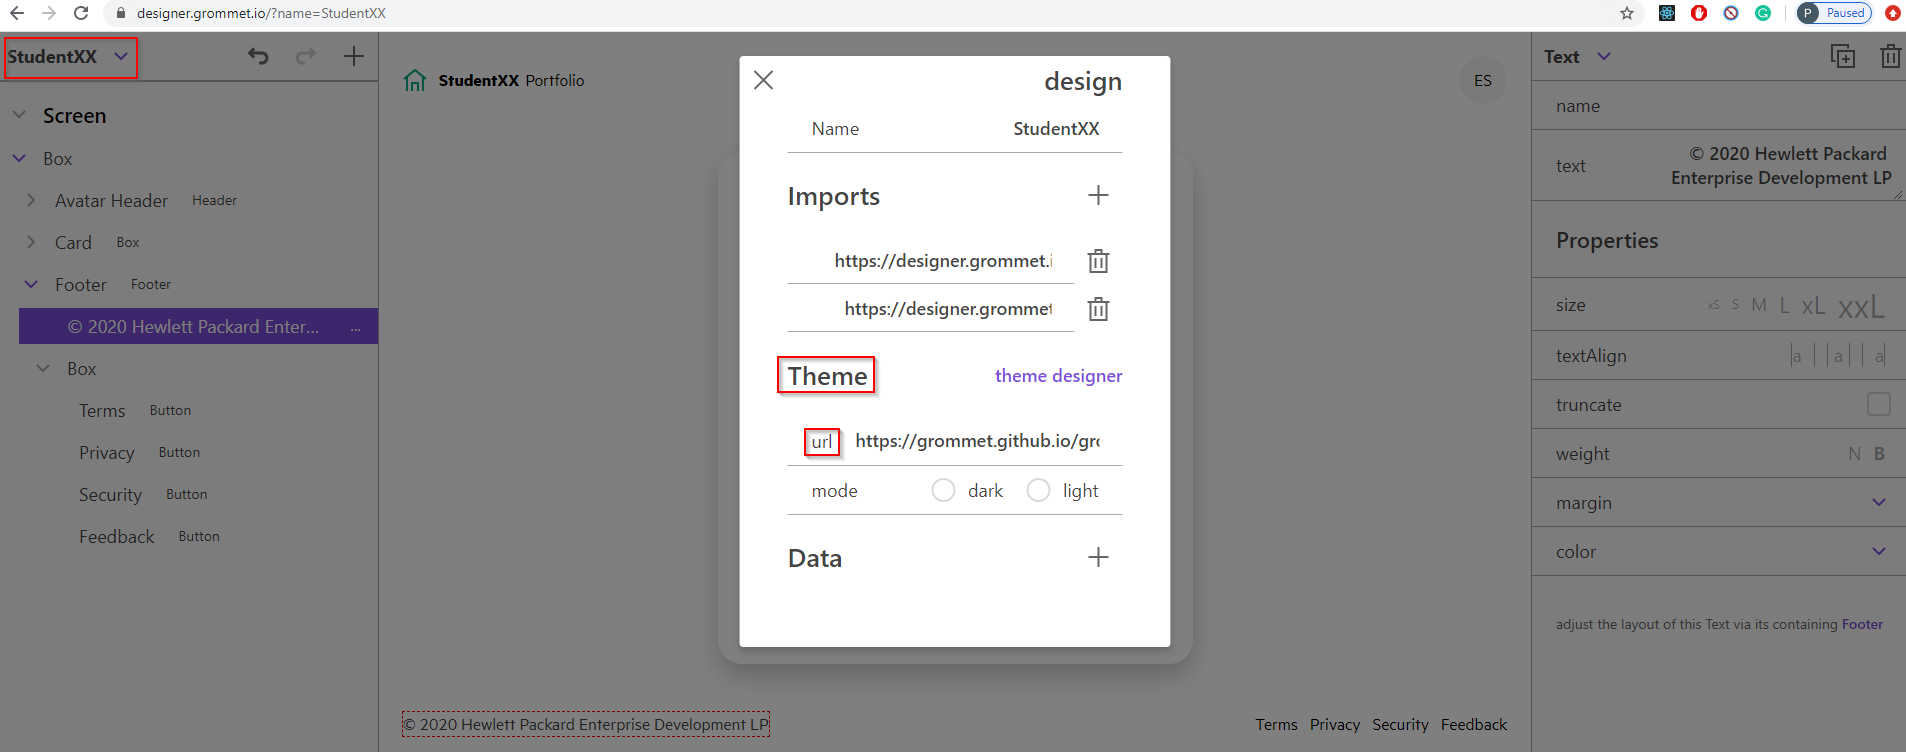 designer.grommet.io/?name=StudentXX
P Paused
StudentXX
Screen
Box
Avatar Header Header
Card Box
Footer Footer
© 2020 Hewlett Packard Enter... ...
Box
Terms Button
Privacy Button
Security Button
Feedback Button
StudentXX Portfolio
ES
design
Name StudentXX
Imports
https://designer.grommet.i
https://designer.grommet
Theme theme designer
url https://grommet.github.io/gro
mode dark light
Data
© 2020 Hewlett Packard Enterprise Development LP
Terms Privacy Security Feedback
Text
name
text © 2020 Hewlett Packard
Enterprise Development LP
Properties
size xS S M L xL xxL
textAlign a a a
truncate
weight N B
margin
color
adjust the layout of this Text via its containing Footer